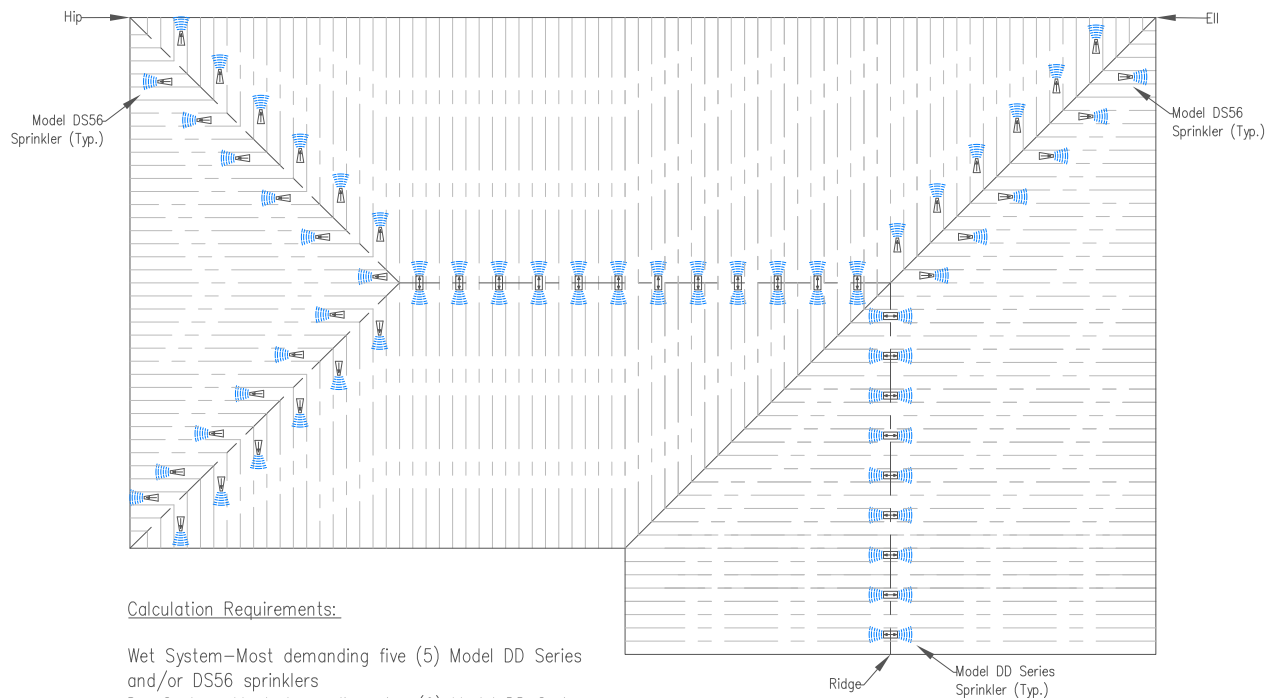 Hip
Ell
Model DS56
Sprinkler (Typ.)
Model DS56
Sprinkler (Typ.)
Calculation Requirements:
Wet System–Most demanding five (5) Model DD Series
and/or DS56 sprinklers
Ridge
Model DD Series
Sprinkler (Typ.)